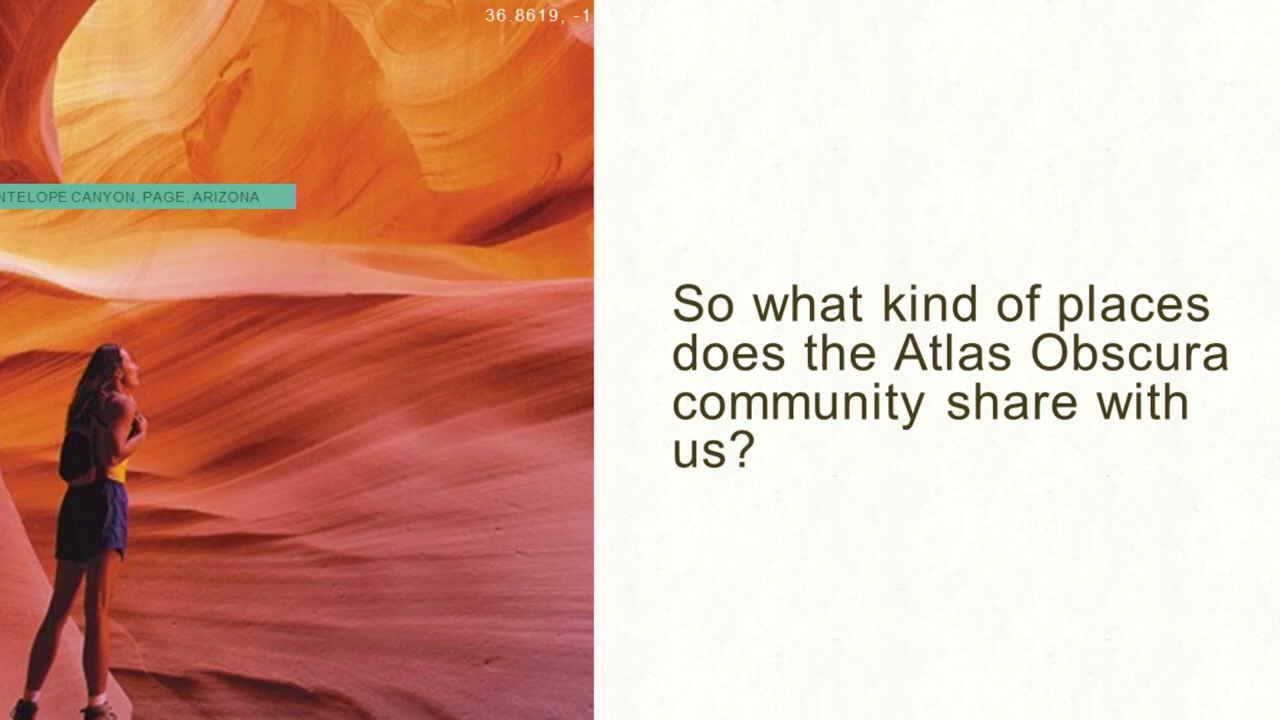 36.8619, -1
NTELOPE CANYON, PAGE, ARIZONA
So what kind of places
does the Atlas Obscura
community share with
us?